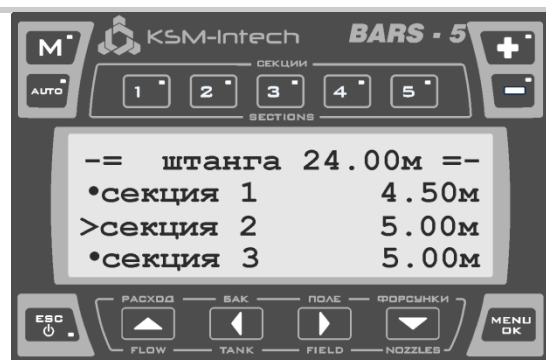 M KSM-Intech BARS - 5 +
AUTO СЕКЦИИ -
1 2 3 4 5
SECTIONS
-= штанга 24.00м =-
•секция 1 4.50м
>секция 2 5.00м
•секция 3 5.00м
РАСХОД БАК ПОЛЕ ФОРСУНКИ
ESC MENU OK
FLOW TANK FIELD NOZZLES